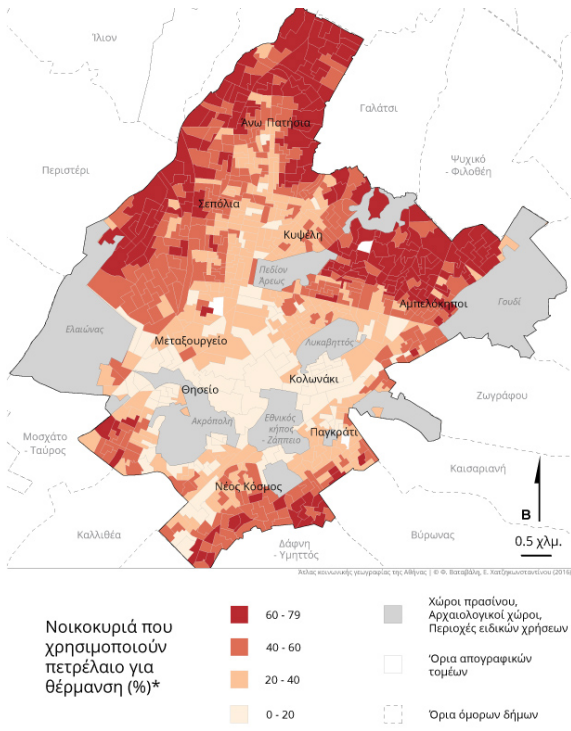 Ίλιον
Γαλάτσι
Άνω Πατήσια
Περιστέρι
Ψυχικό
- Φιλοθέη
Σεπόλια
Κυψέλη
Πεδίον
Άρεως
Αμπελόκηποι
Γουδί
Ελαιώνας
Μεταξουργείο
Λυκαβηττός
Κολωνάκι
Θησείο
Ζωγράφου
Ακρόπολη
Εθνικός
κήπος
- Ζάππειο
Παγκράτι
Μοσχάτο
- Ταύρος
Καισαριανή
Νέος Κόσμος
Καλλιθέα
Δάφνη
- Υμηττός
Βύρωνας
Β
0.5 χλμ.
Άτλας κοινωνικής γεωγραφίας της Αθήνας | © Φ. Βαταβάλη, Ε. Χατζηκωνσταντίνου (2016)
Νοικοκυριά που
χρησιμοποιούν
πετρέλαιο για
θέρμανση (%)*
60 - 79
40 - 60
20 - 40
0 - 20
Χώροι πρασίνου,
Αρχαιολογικοί χώροι,
Περιοχές ειδικών χρήσεων
Όρια απογραφικών
τομέων
Όρια όμορων δήμων